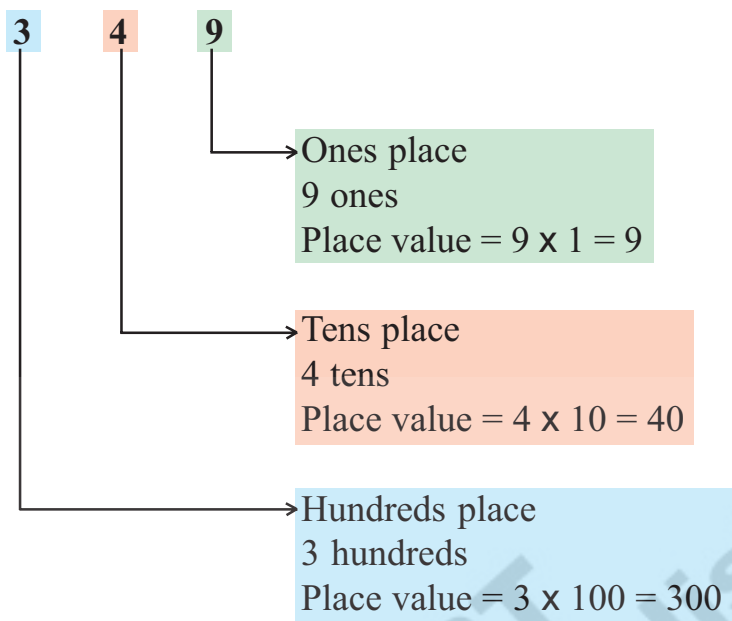 3 4 9
Ones place
9 ones
Place value = 9 x 1 = 9
Tens place
4 tens
Place value = 4 x 10 = 40
Hundreds place
3 hundreds
Place value = 3 x 100 = 300